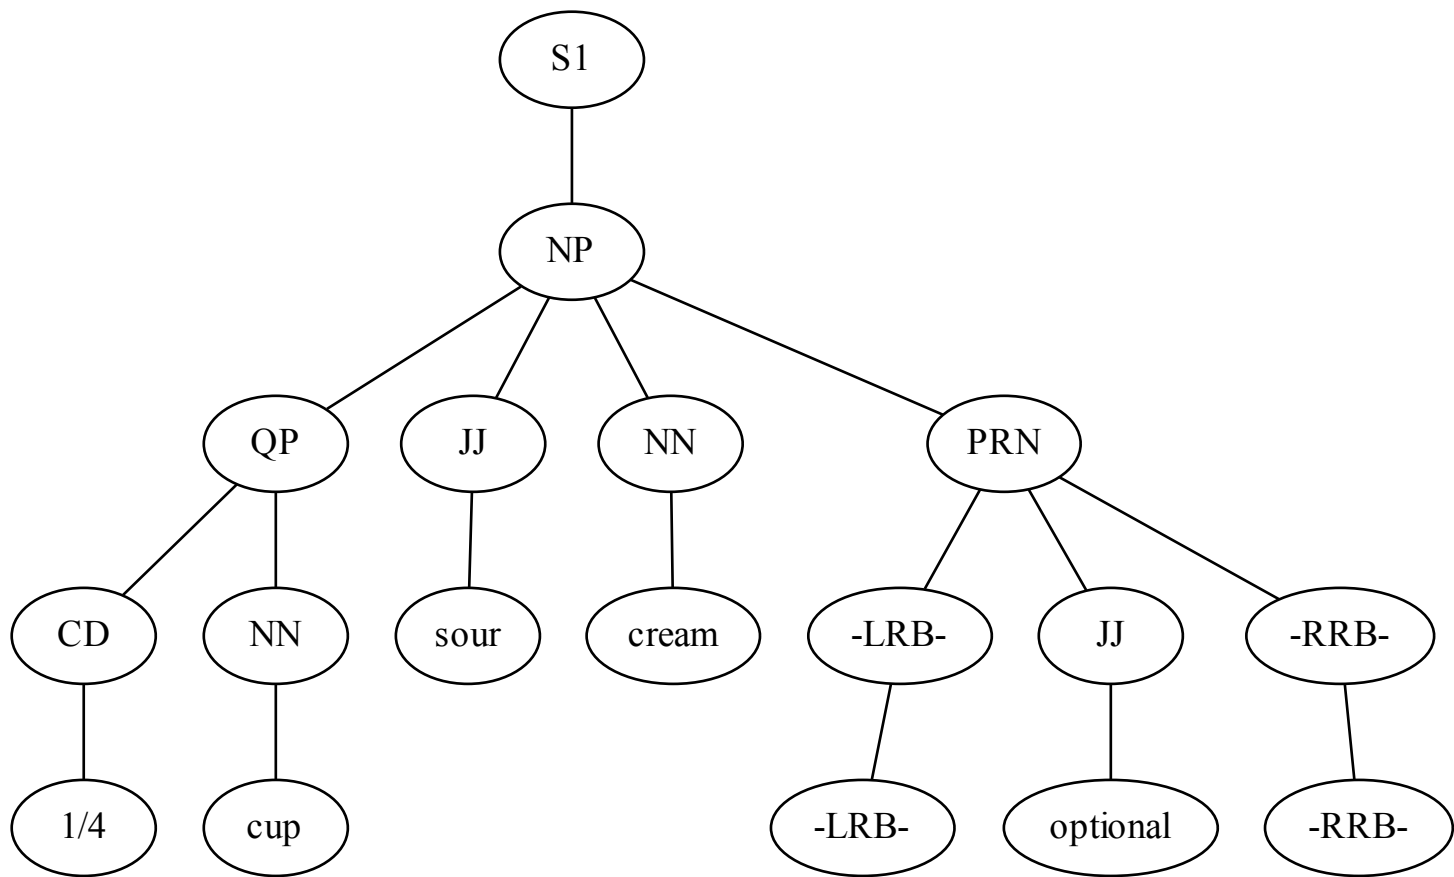 S1
NP
QP JJ NN PRN
CD NN sour cream -LRB- JJ -RRB-
1/4 cup -LRB- optional -RRB-